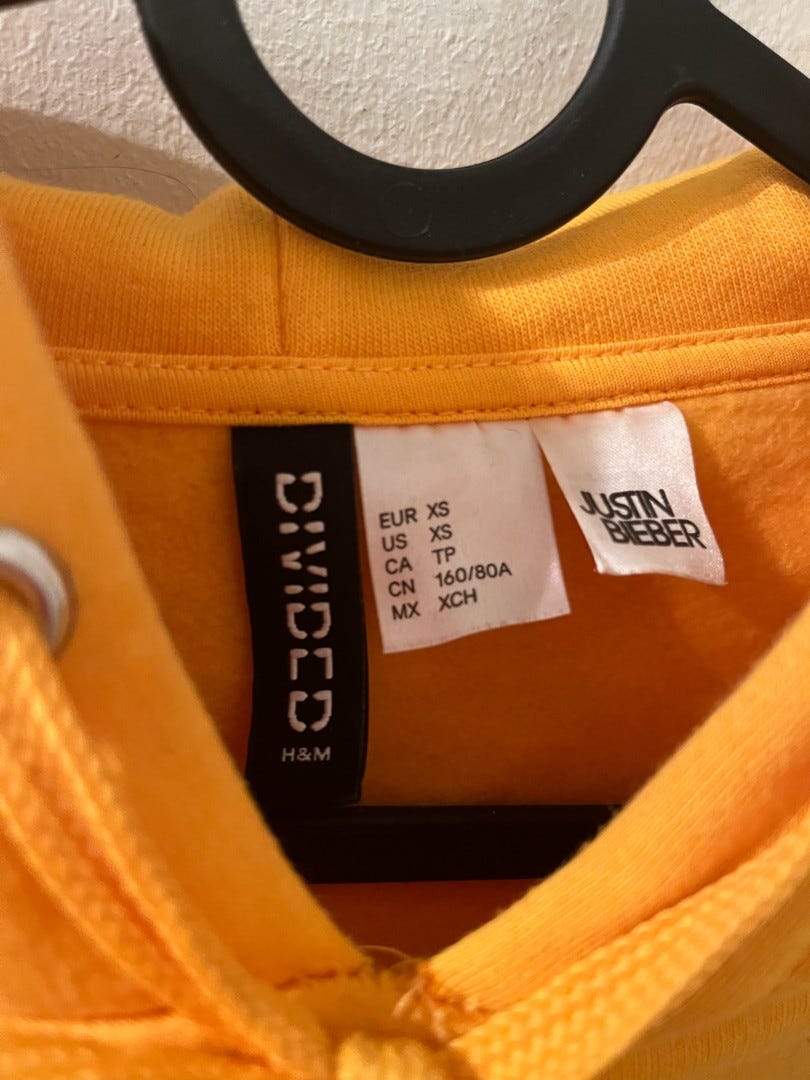 DIVIDED
H&M
EUR XS
US XS
CA TP
CN 160/80A
MX XCH
JUSTIN
BIEBER